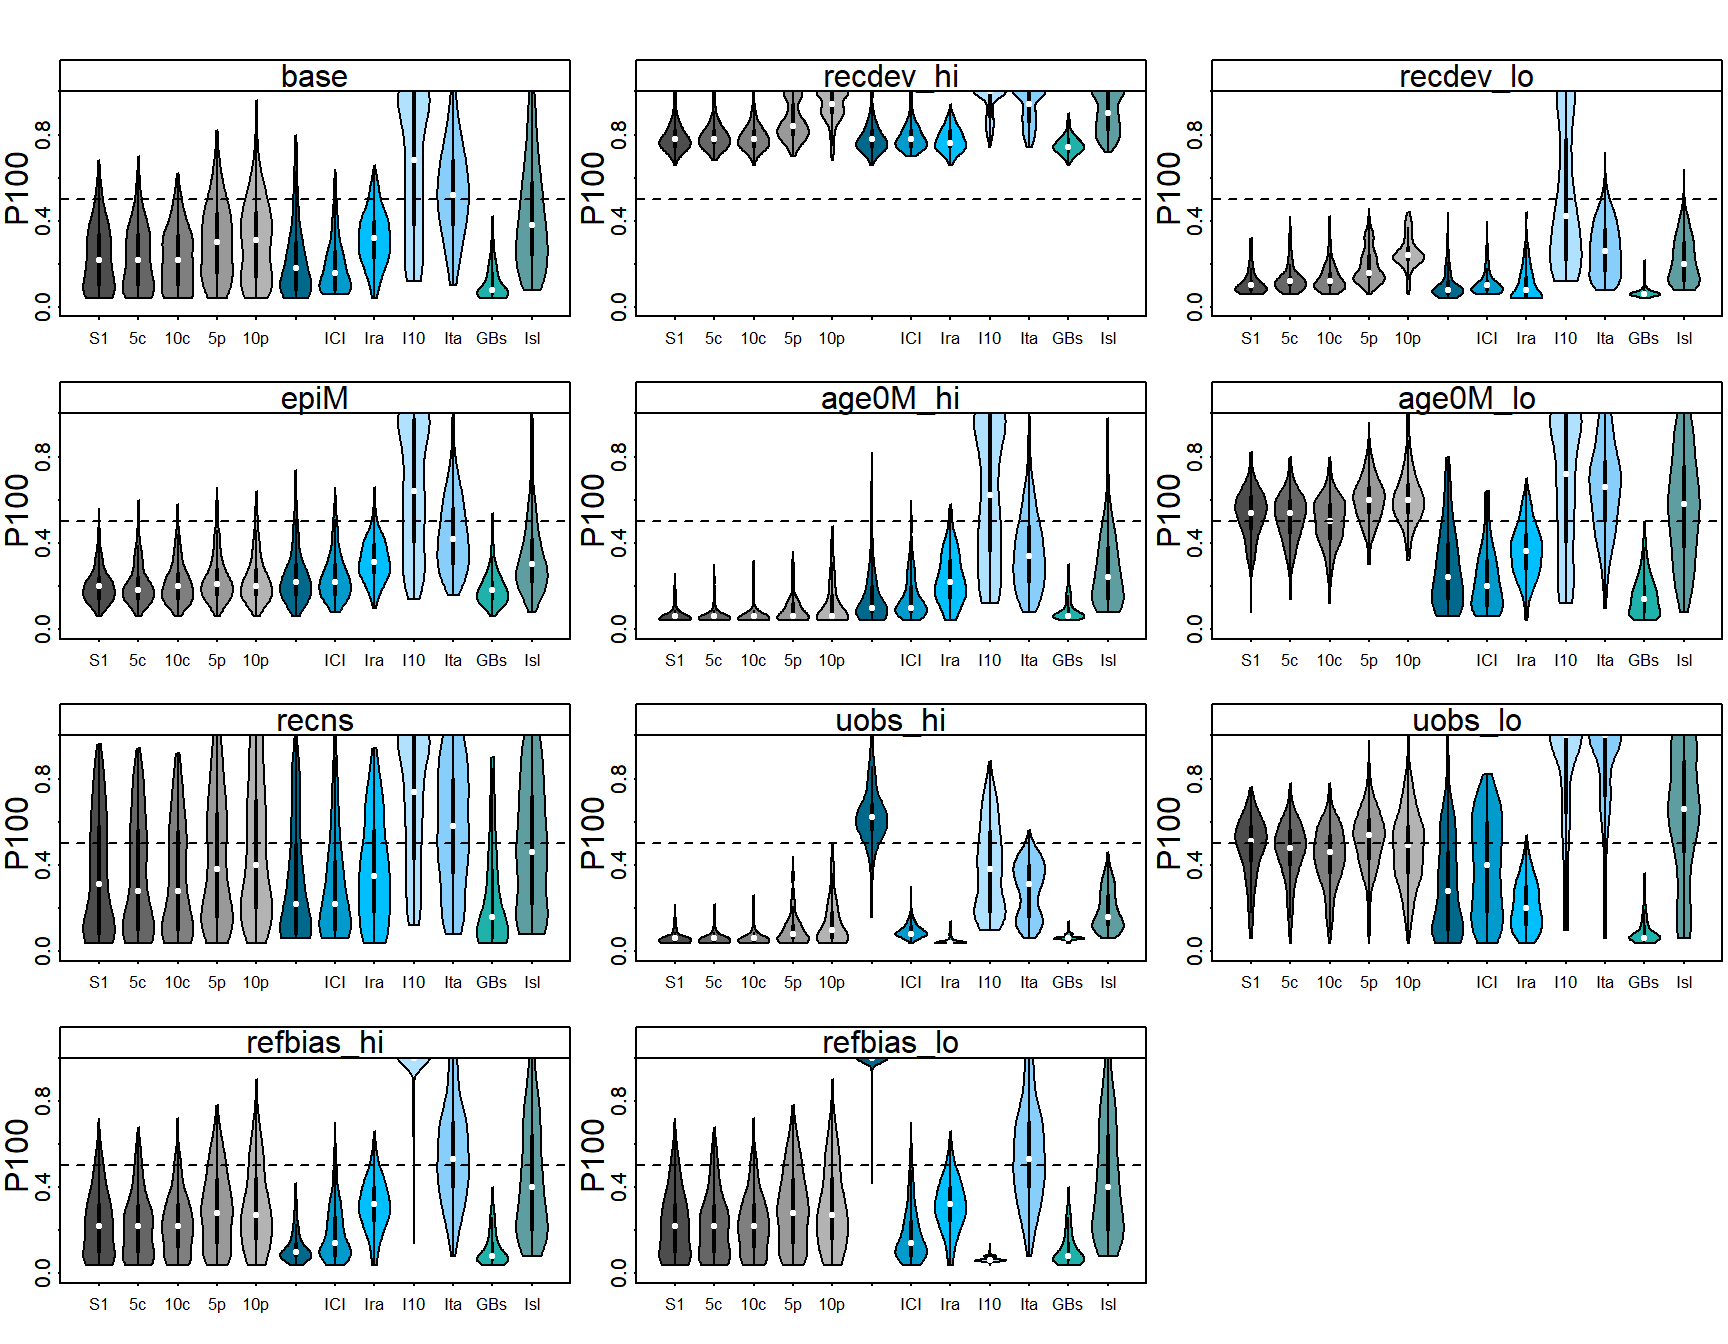 base recdev_hi recdev_lo
P100 0.0 0.4 0.8 P100 0.0 0.4 0.8 P100 0.0 0.4 0.8
S1 5c 10c 5p 10p ICI Ira I10 Ita GBs Isl S1 5c 10c 5p 10p ICI Ira I10 Ita GBs Isl S1 5c 10c 5p 10p ICI Ira I10 Ita GBs Isl
epiM age0M_hi age0M_lo
P100 0.0 0.4 0.8 P100 0.0 0.4 0.8 P100 0.0 0.4 0.8
S1 5c 10c 5p 10p ICI Ira I10 Ita GBs Isl S1 5c 10c 5p 10p ICI Ira I10 Ita GBs Isl S1 5c 10c 5p 10p ICI Ira I10 Ita GBs Isl
recns uobs_hi uobs_lo
P100 0.0 0.4 0.8 P100 0.0 0.4 0.8 P100 0.0 0.4 0.8
S1 5c 10c 5p 10p ICI Ira I10 Ita GBs Isl S1 5c 10c 5p 10p ICI Ira I10 Ita GBs Isl S1 5c 10c 5p 10p ICI Ira I10 Ita GBs Isl
refbias_hi refbias_lo
P100 0.0 0.4 0.8 P100 0.0 0.4 0.8
S1 5c 10c 5p 10p ICI Ira I10 Ita GBs Isl S1 5c 10c 5p 10p ICI Ira I10 Ita GBs Isl